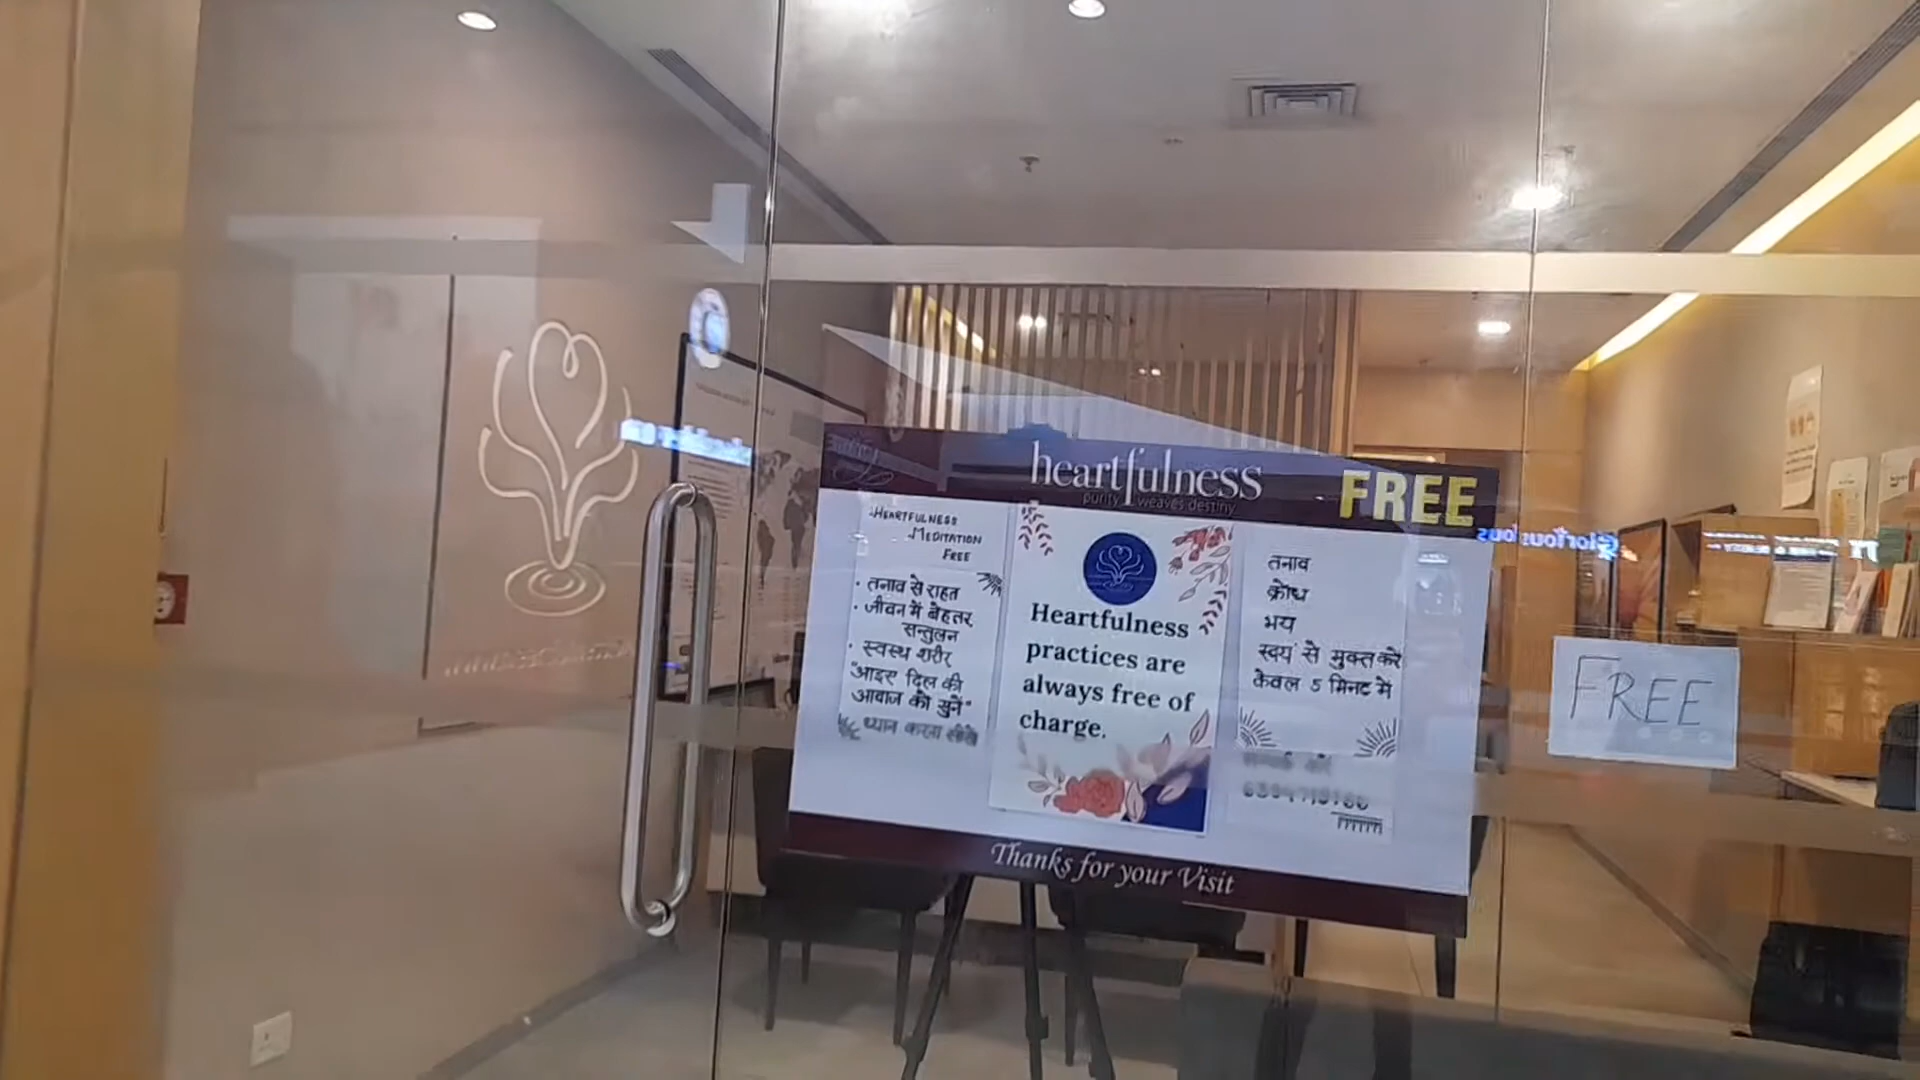 heartfulness
purity weaves destiny
FREE
HEARTFULNESS
MEDITATION
FREE
• तनाव से राहत
• जीवन में बेहतर
सन्तुलन
• स्वस्थ शरीर
"आइए दिल की
आवाज को सुनें"
ध्यान करना सीखें
Heartfulness
practices are
always free of
charge.
तनाव
क्रोध
भय
स्वयं से मुक्त करें
केवल 5 मिनट में
Thanks for your Visit
FREE